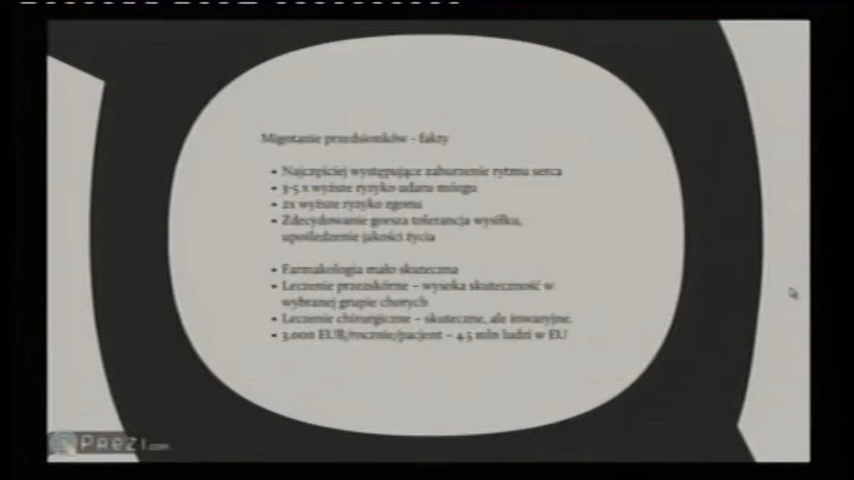 Migotanie przedsionków - fakty
• Najczęściej występujące zaburzenie rytmu serca
• 3-5 x wyższe ryzyko udaru mózgu
• 2x wyższe ryzyko zgonu
• Zdecydowanie gorsza tolerancja wysiłku,
upośledzenie jakości życia
• Farmakologia mało skuteczna
• Leczenie przezskórne – wysoka skuteczność w
wybranej grupie chorych
• Leczenie chirurgiczne – skuteczne, ale inwazyjne.
• 3.000 EUR/rocznie/pacjent – 4.5 mln ludzi w EU
PREZI.com